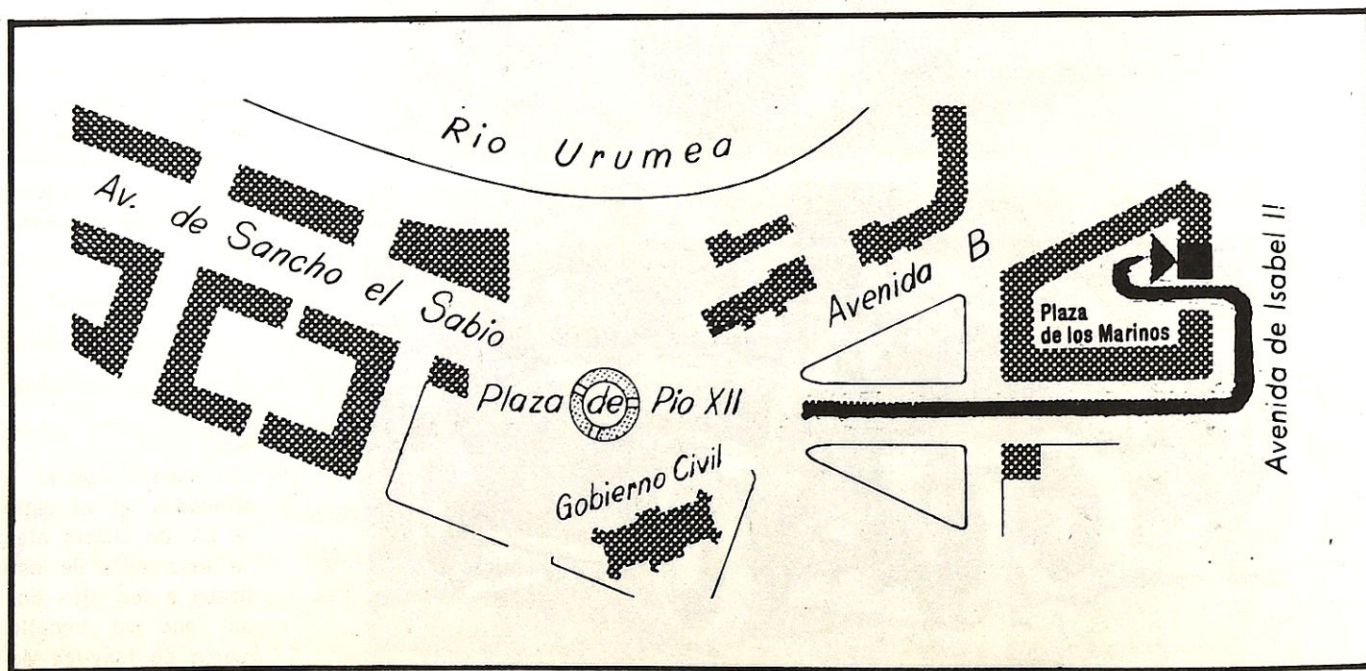 Rio Urumea
Av. de Sancho el Sabio
Avenida B
Avenida de Isabel II
Plaza
de los Marinos
Plaza de Pio XII
Gobierno Civil